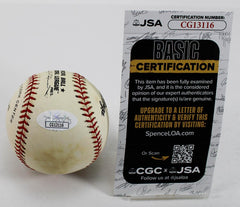 JSA
CERTIFICATION NUMBER
CG13116
BASIC
CERTIFICATION
This item has been fully examined
by JSA, and it is the considered
opinion of our expert authenticators
that the signature(s) is/are genuine.
UPGRADE TO A LETTER OF
AUTHENTICITY & VERIFY THIS
CERTIFICATION BY VISITING:
SpenceLOA.com
Or Scan
CGC JSA
CG13116